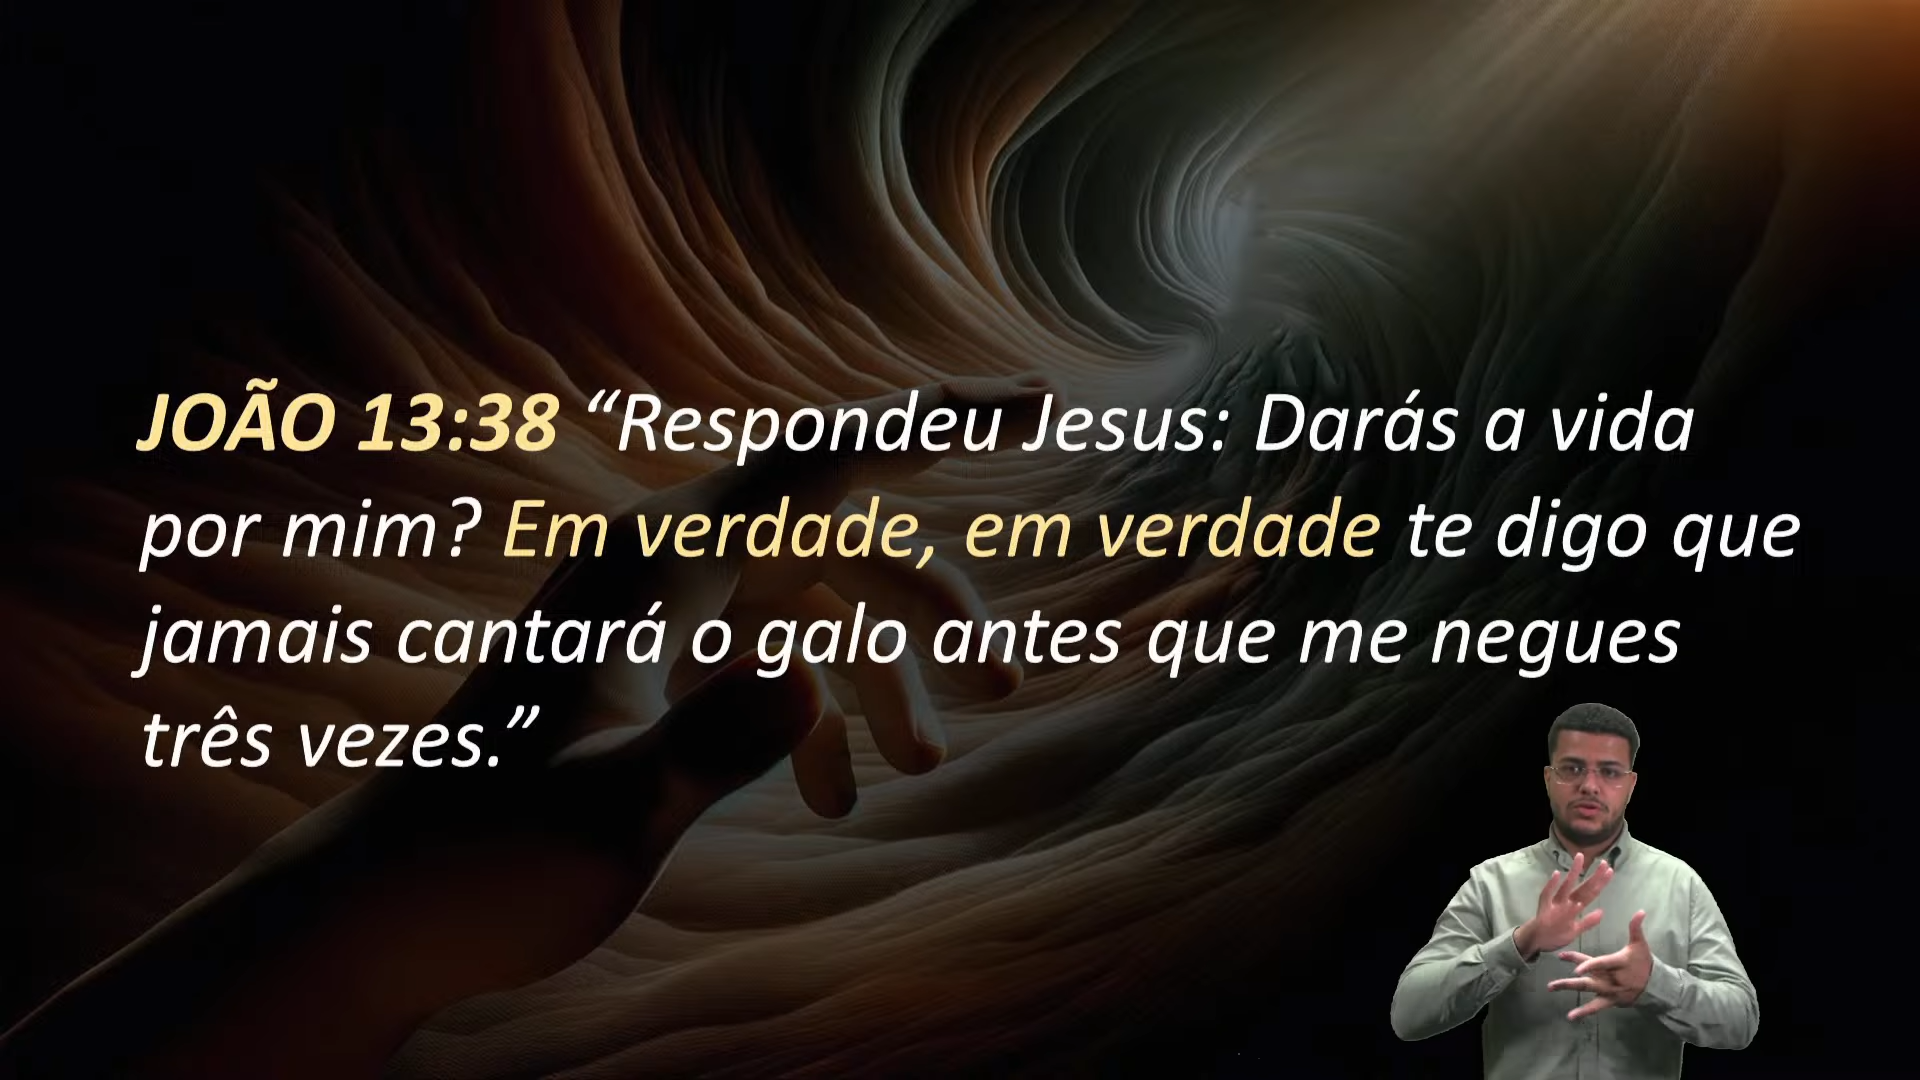 JOÃO 13:38 “Respondeu Jesus: Darás a vida
por mim? Em verdade, em verdade te digo que
jamais cantará o galo antes que me negues
três vezes.”